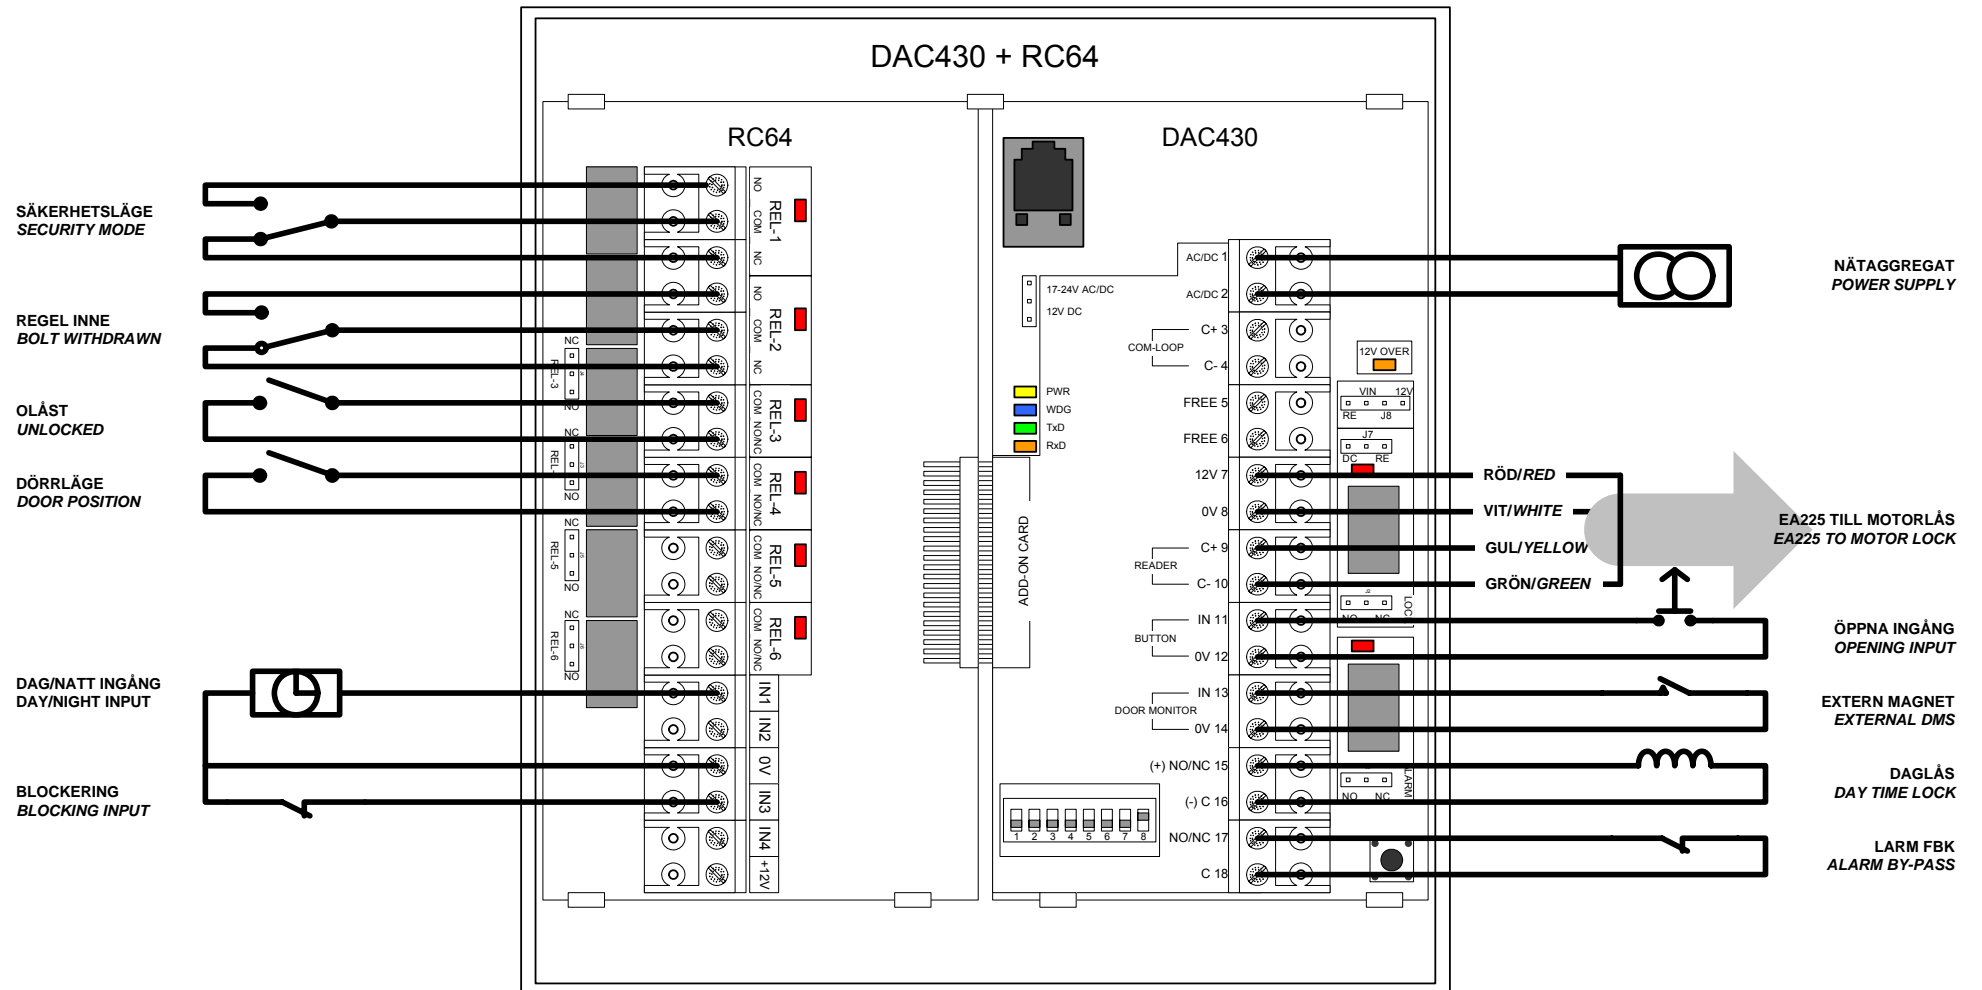 DAC430 + RC64
RC64
DAC430
SÄKERHETSLÄGE
SECURITY MODE
REGEL INNE
BOLT WITHDRAWN
OLÅST
UNLOCKED
DÖRRLÄGE
DOOR POSITION
DAG/NATT INGÅNG
DAY/NIGHT INPUT
BLOCKERING
BLOCKING INPUT
NC
REL-3
J4
NO
NC
REL-
J3
NO
NC
REL-5
J5
NO
NC
REL-6
J6
NO
NO
COM
NC
REL-1
NO
COM
NC
REL-2
COM NO/NC
REL-3
COM NO/NC
REL-4
COM NO/NC
REL-5
COM NO/NC
REL-6
IN1
IN2
0V
IN3
IN4
+12V
17-24V AC/DC
12V DC
PWR
WDG
TxD
RxD
ADD-ON CARD
1 2 3 4 5 6 7 8
AC/DC 1
AC/DC 2
C+ 3
COM-LOOP
C- 4
FREE 5
FREE 6
12V 7
0V 8
C+ 9
READER
C- 10
IN 11
BUTTON
0V 12
IN 13
DOOR MONITOR
0V 14
(+) NO/NC 15
(-) C 16
NO/NC 17
C 18
12V OVER
VIN 12V
RE J8
J7
DC RE
NO NC
LOC
NO NC
ALARM
RÖD/RED
VIT/WHITE
GUL/YELLOW
GRÖN/GREEN
NÄTAGGREGAT
POWER SUPPLY
EA225 TILL MOTORLÅS
EA225 TO MOTOR LOCK
ÖPPNA INGÅNG
OPENING INPUT
EXTERN MAGNET
EXTERNAL DMS
DAGLÅS
DAY TIME LOCK
LARM FBK
ALARM BY-PASS